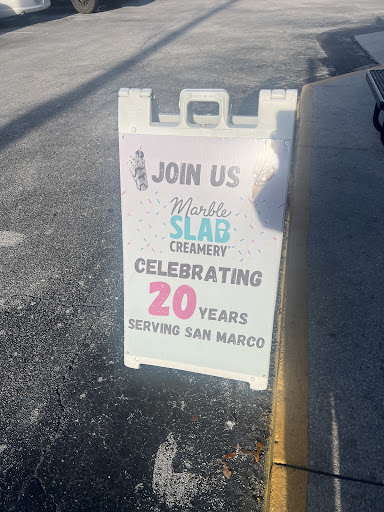 JOIN US
Marble
SLAB
CREAMERY
CELEBRATING
20 YEARS
SERVING SAN MARCO